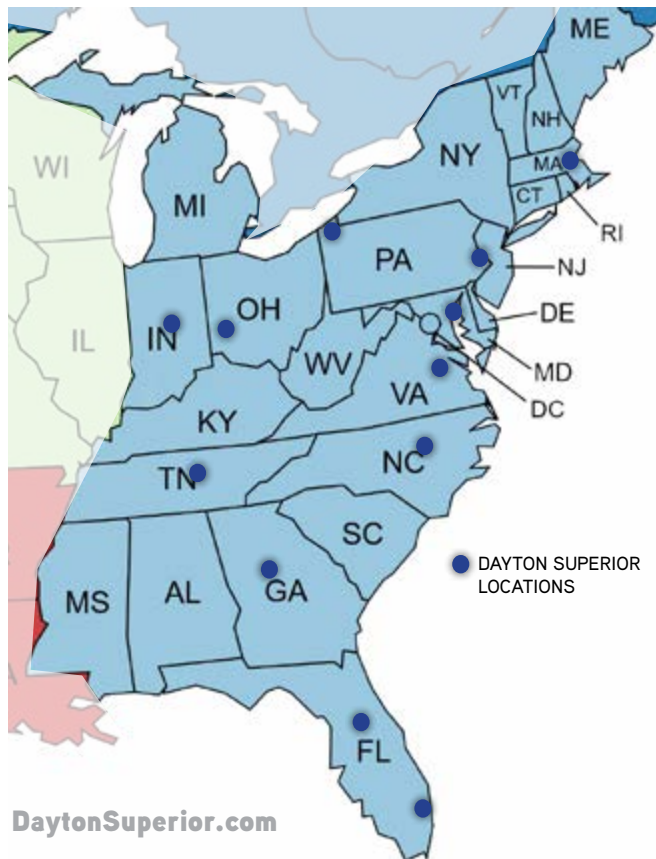 ME
VT
NH
WI
NY
MA
MI
CT
RI
PA
NJ
OH
DE
IN
IL
WV
MD
VA
DC
KY
NC
TN
SC
DAYTON SUPERIOR
LOCATIONS
MS
AL
GA
FL
DaytonSuperior.com